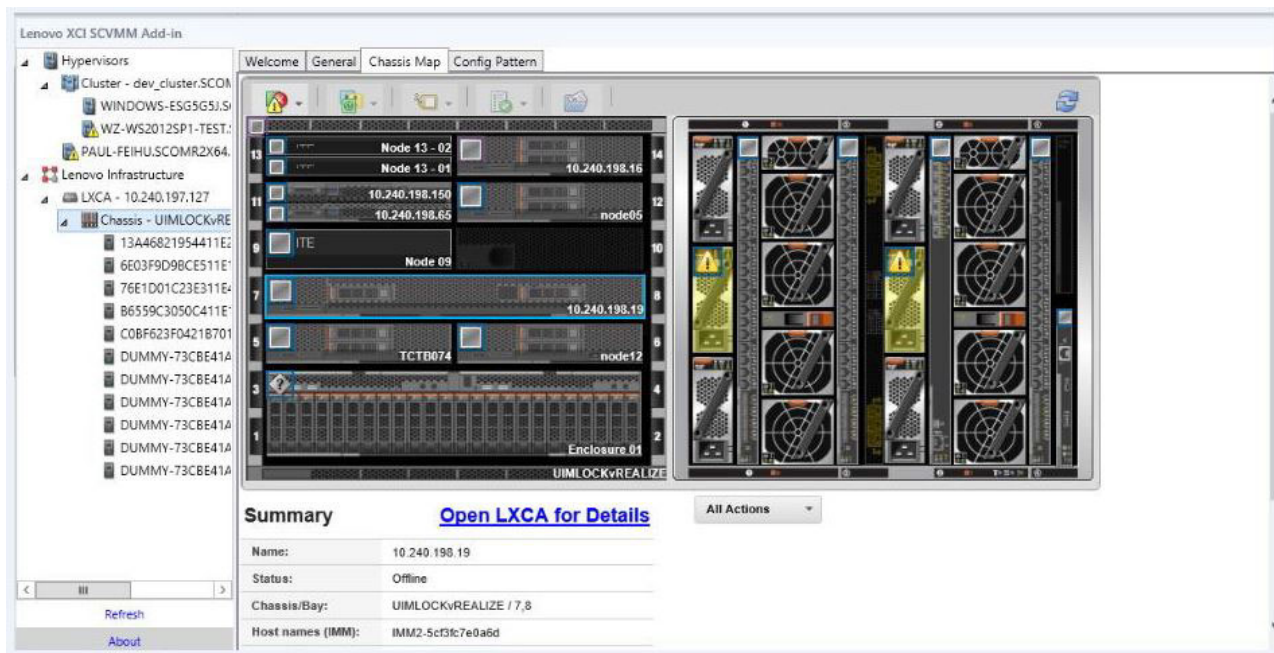 Lenovo XCI SCVMM Add-in
Hypervisors
Cluster - dev_cluster.SCOM
WINDOWS-ESG5G5J.S
WZ-WS2012SP1-TEST.
PAUL-FEIHU.SCOMR2X64.
Lenovo Infrastructure
LXCA - 10.240.197.127
Chassis - UIMLOCKvRE
13A46821954411E2
6E03F9D9BCE511E
76E1D01C23E311E4
B6559C3050C411E
C0BF623F0421B701
DUMMY-73CBE41A
DUMMY-73CBE41A
DUMMY-73CBE41A
DUMMY-73CBE41A
DUMMY-73CBE41A
DUMMY-73CBE41A
Refresh
About
Welcome General Chassis Map Config Pattern
13 Node 13 - 02 14
Node 13 - 01 10.240.198.16
11 10.240.198.150 12
10.240.198.65 node05
9 ITE 10
Node 09
7 8
10.240.198.19
5 6
TCTB074 node12
3 4
1 2
Enclosure 01
UIMLOCKvREALIZE
All Actions
Summary Open LXCA for Details
Name: 10.240.198.19
Status: Offline
Chassis/Bay: UIMLOCKvREALIZE / 7,8
Host names (IMM): IMM2-5cf3fc7e0a6d